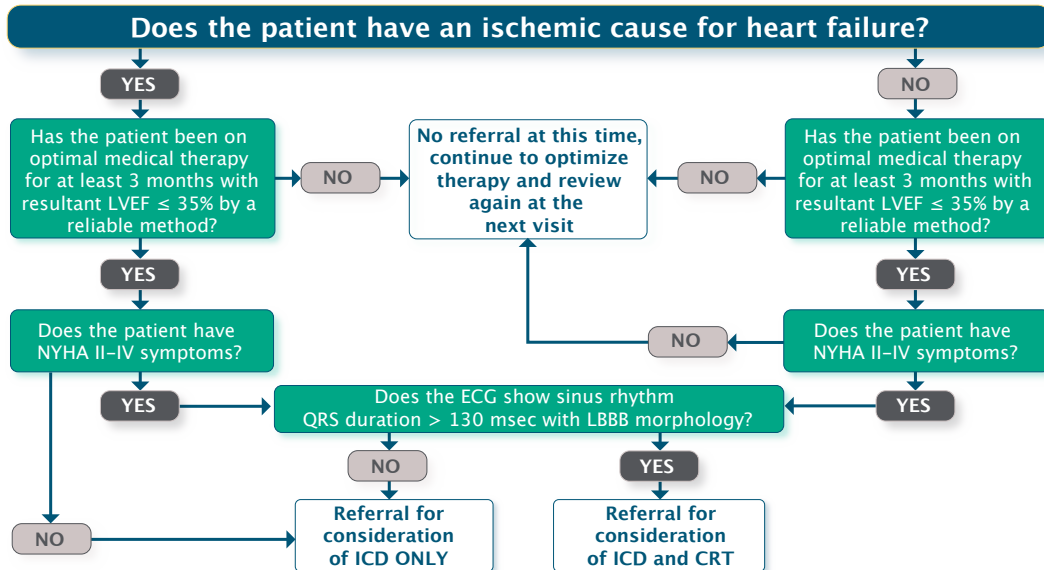 Does the patient have an ischemic cause for heart failure?
YES
NO
Has the patient been on
optimal medical therapy
for at least 3 months with
resultant LVEF ≤ 35% by a
reliable method?
NO
No referral at this time,
continue to optimize
therapy and review
again at the
next visit
NO
Has the patient been on
optimal medical therapy
for at least 3 months with
resultant LVEF ≤ 35% by a
reliable method?
YES
YES
Does the patient have
NYHA II–IV symptoms?
NO
Does the patient have
NYHA II–IV symptoms?
YES
Does the ECG show sinus rhythm
QRS duration > 130 msec with LBBB morphology?
YES
NO
YES
NO
Referral for
consideration
of ICD ONLY
Referral for
consideration
of ICD and CRT